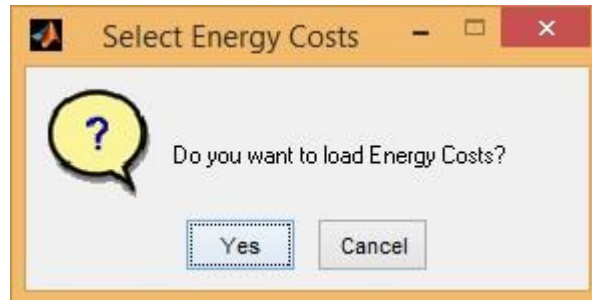 Select Energy Costs
?
Do you want to load Energy Costs?
Yes Cancel